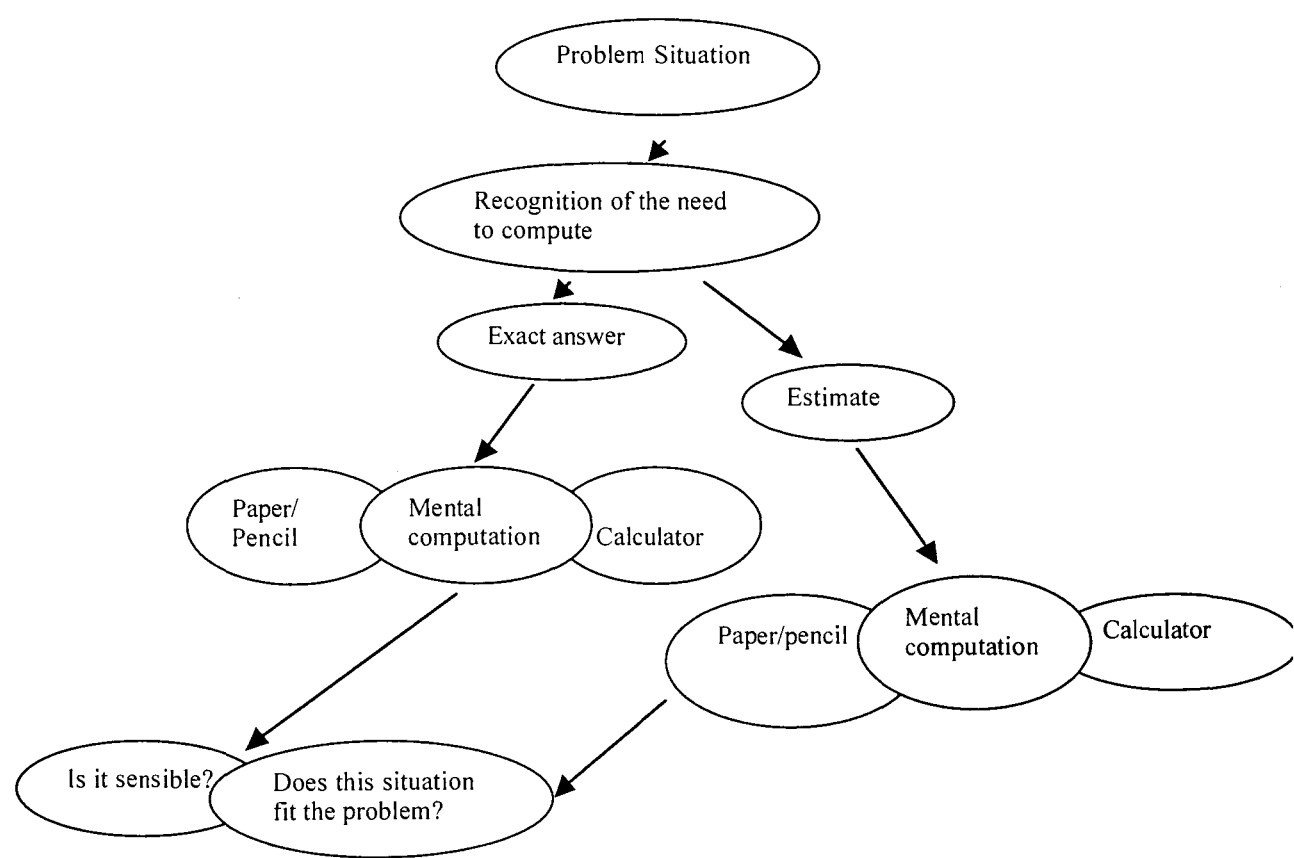 Problem Situation
Recognition of the need
to compute
Exact answer
Estimate
Paper/
Pencil
Mental
computation
Calculator
Paper/pencil
Mental
computation
Calculator
Is it sensible?
Does this situation
fit the problem?